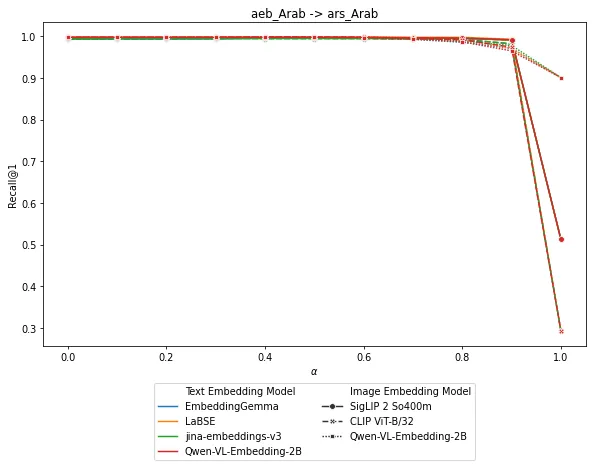 aeb_Arab -> ars_Arab
1.0
0.9
0.8
0.7
0.6
0.5
0.4
0.3
Recall@1
0.0 0.2 0.4 0.6 0.8 1.0
α
Text Embedding Model
EmbeddingGemma
LaBSE
jina-embeddings-v3
Qwen-VL-Embedding-2B
Image Embedding Model
SigLIP 2 So400m
CLIP ViT-B/32
Qwen-VL-Embedding-2B